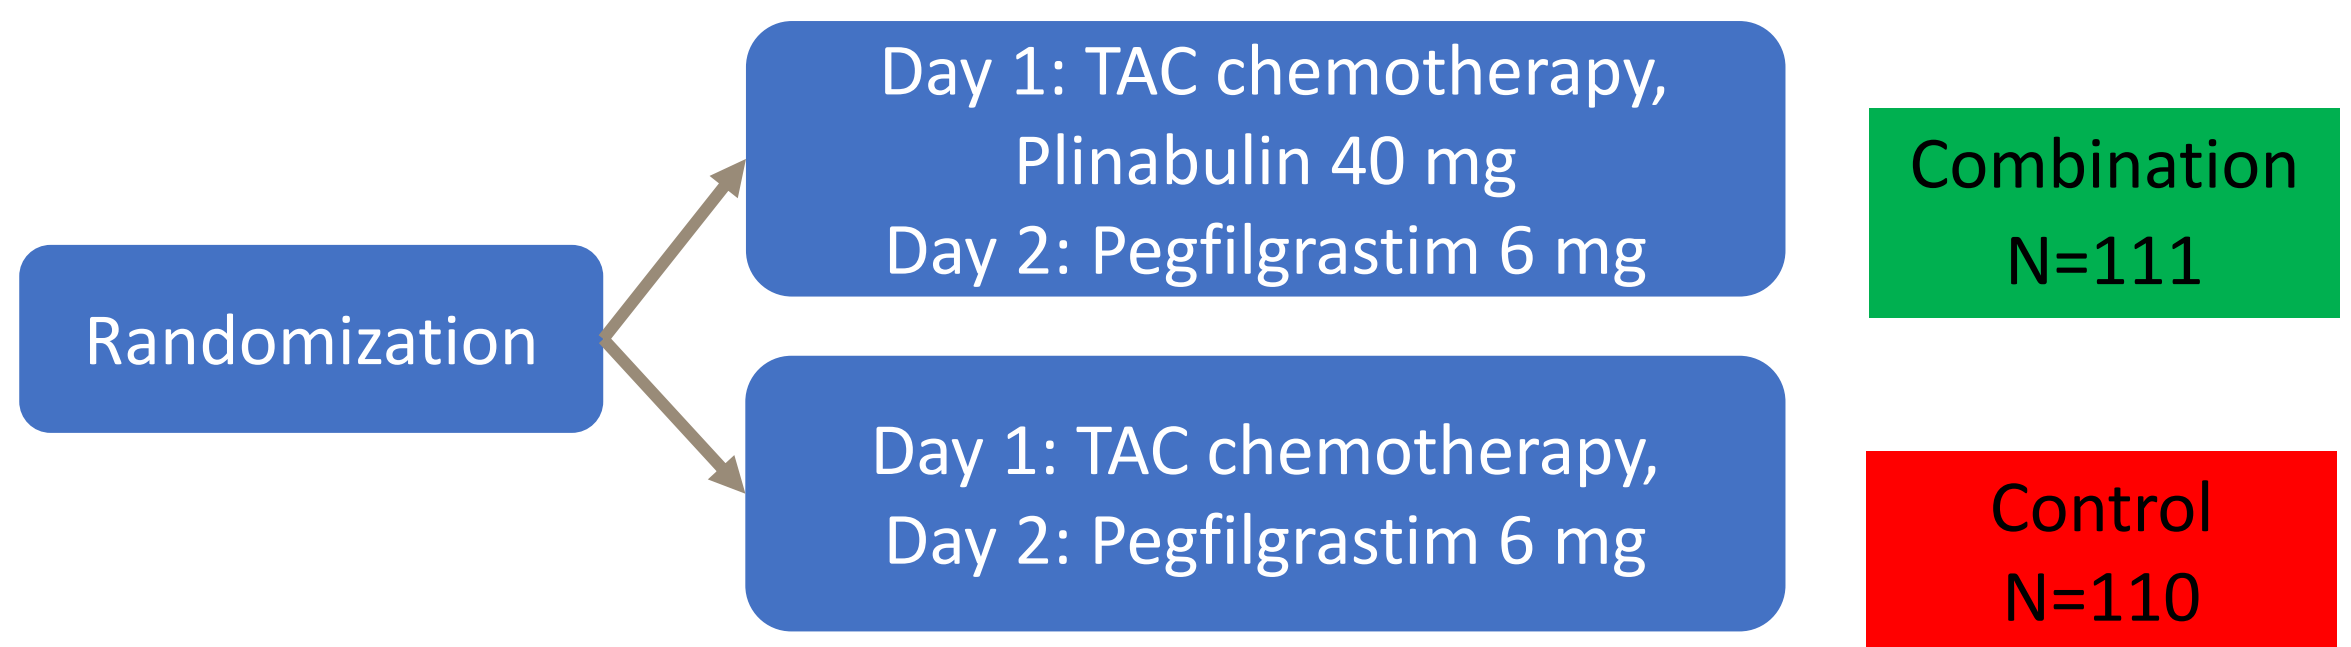 Randomization
Day 1: TAC chemotherapy,
Plinabulin 40 mg
Day 2: Pegfilgrastim 6 mg
Combination
N=111
Day 1: TAC chemotherapy,
Day 2: Pegfilgrastim 6 mg
Control
N=110